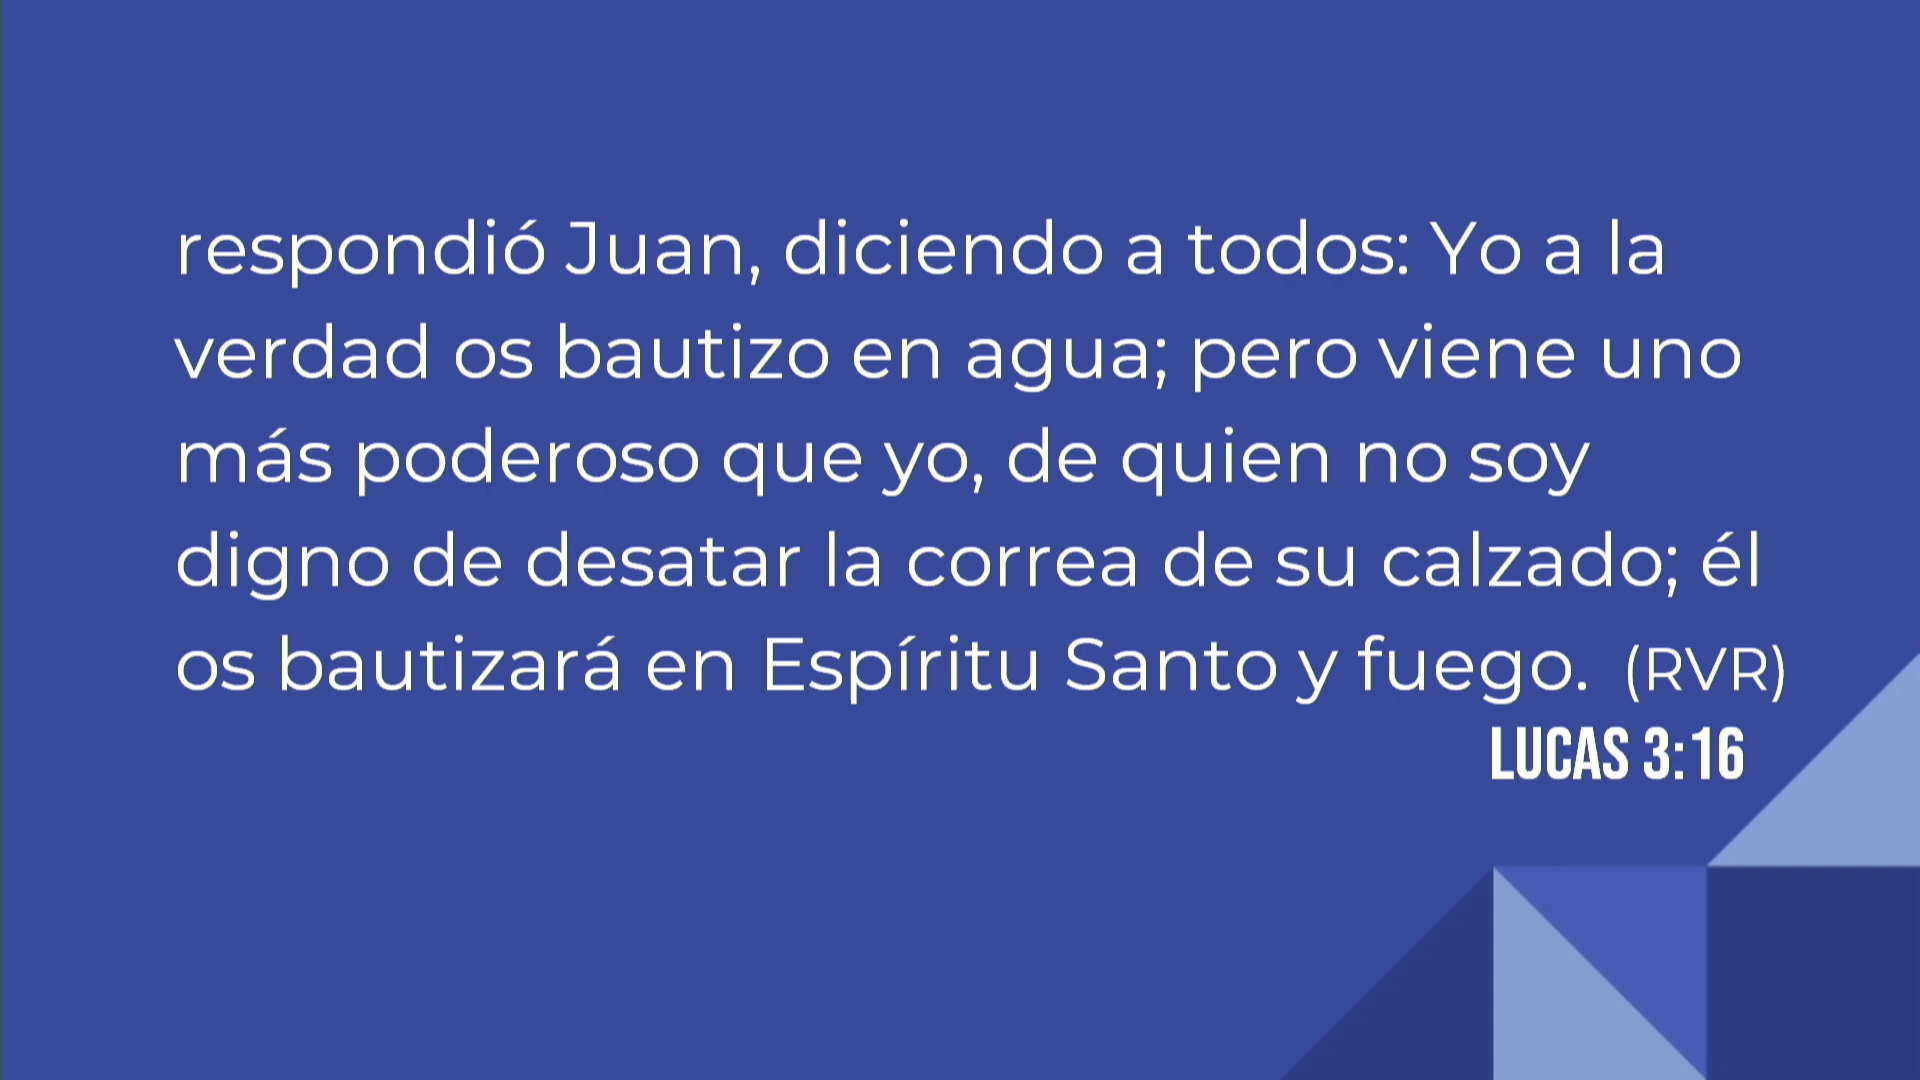 respondió Juan, diciendo a todos: Yo a la
verdad os bautizo en agua; pero viene uno
más poderoso que yo, de quien no soy
digno de desatar la correa de su calzado; él
os bautizará en Espíritu Santo y fuego. (RVR)
LUCAS 3:16